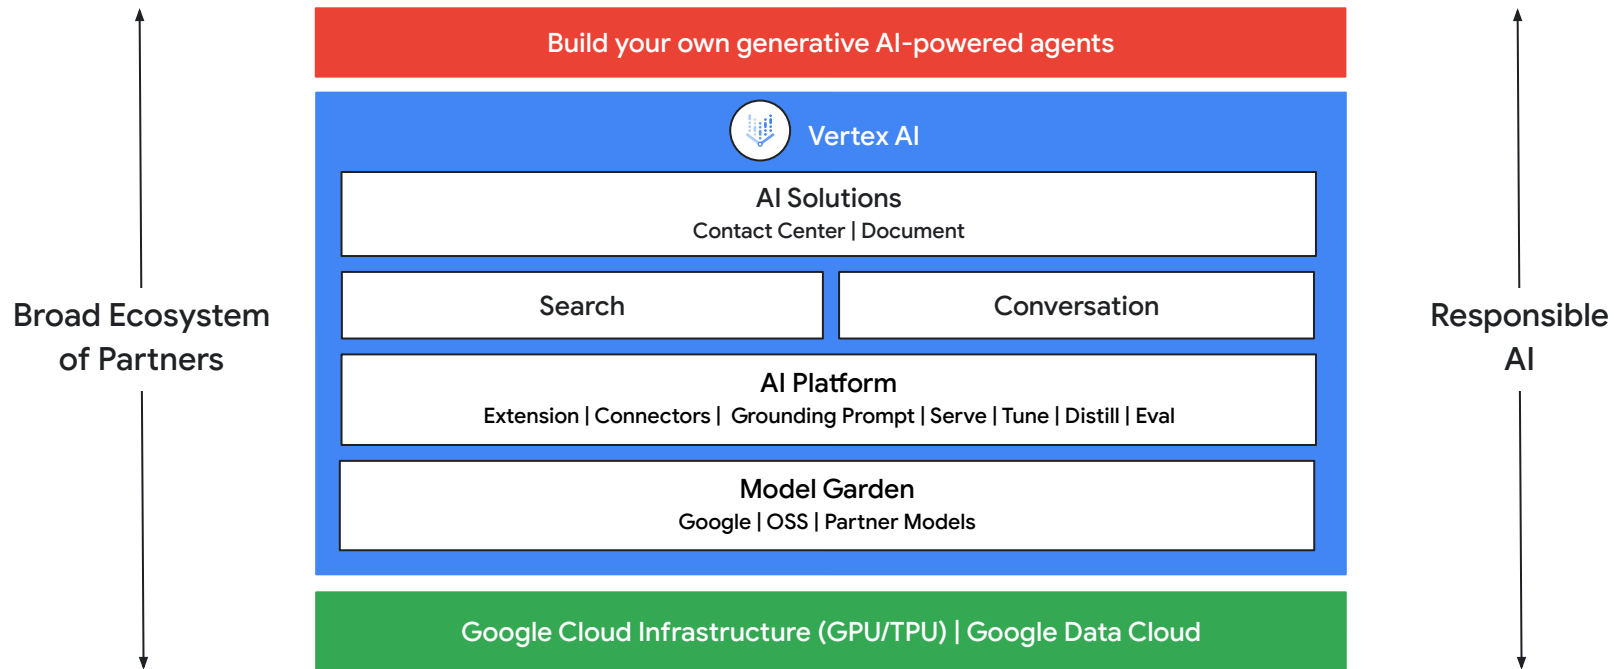 Build your own generative AI-powered agents
Vertex AI
AI Solutions
Contact Center | Document
Search
Conversation
AI Platform
Extension | Connectors | Grounding Prompt | Serve | Tune | Distill | Eval
Model Garden
Google | OSS | Partner Models
Google Cloud Infrastructure (GPU/TPU) | Google Data Cloud
Broad Ecosystem
of Partners
Responsible
AI